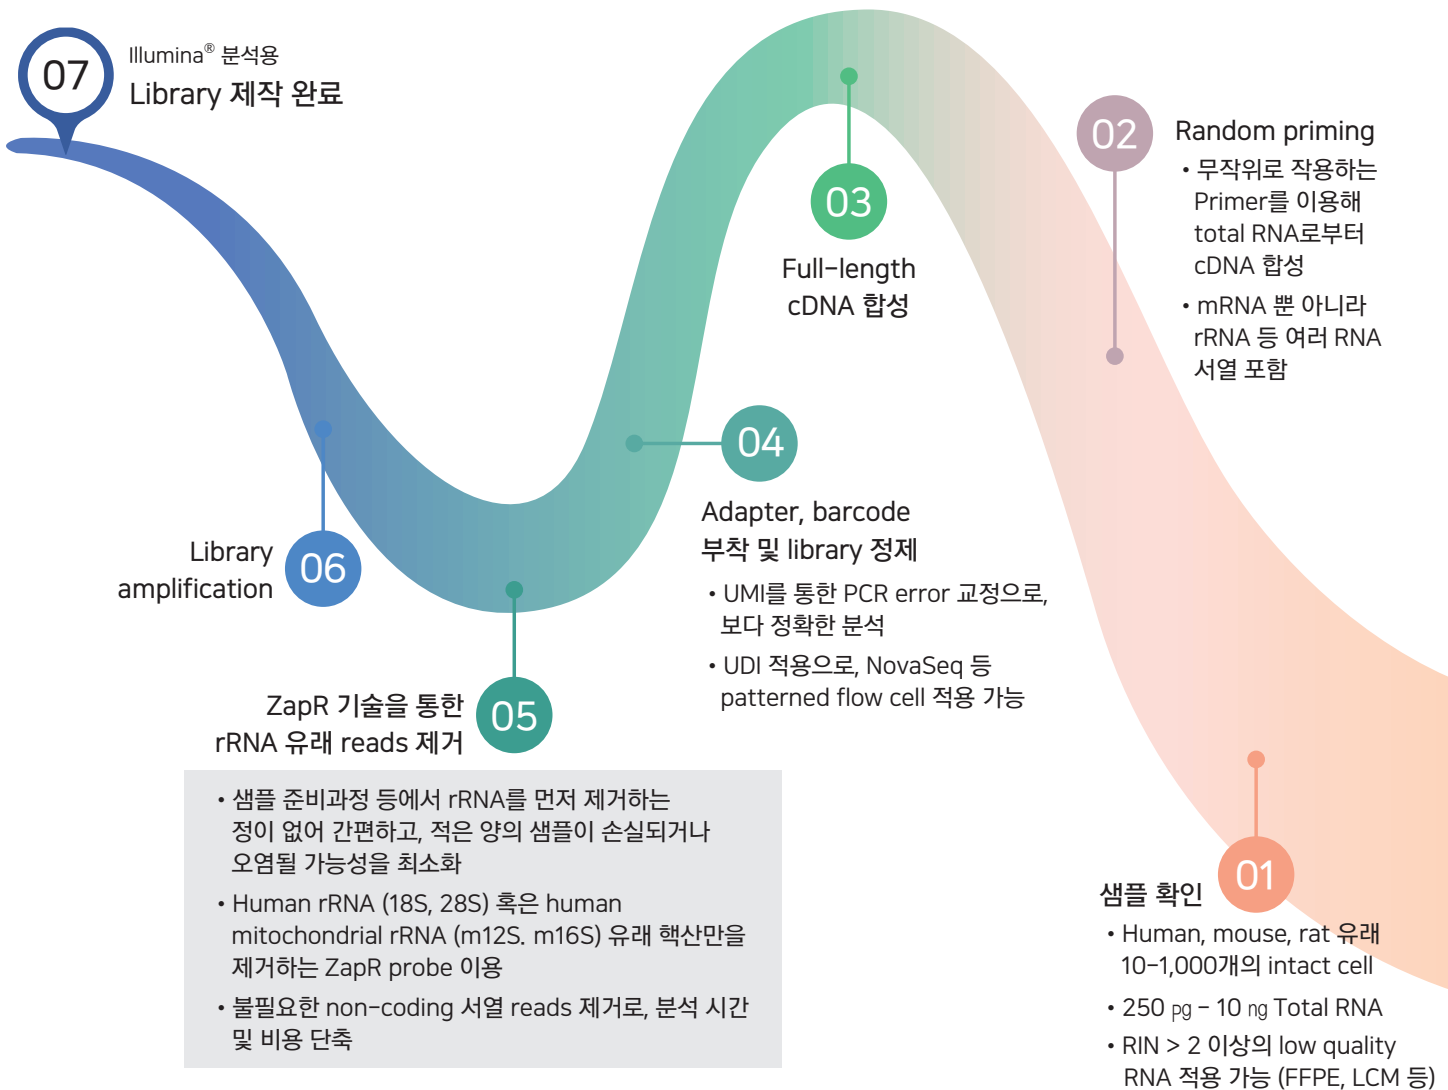 07
Illumina® 분석용
Library 제작 완료
02
Random priming
• 무작위로 작용하는
Primer를 이용해
total RNA로부터
cDNA 합성
• mRNA 뿐 아니라
rRNA 등 여러 RNA
서열 포함
03
Full-length
cDNA 합성
04
Adapter, barcode
부착 및 library 정제
• UMI를 통한 PCR error 교정으로,
보다 정확한 분석
• UDI 적용으로, NovaSeq 등
patterned flow cell 적용 가능
Library
amplification
06
ZapR 기술을 통한
rRNA 유래 reads 제거
05
• 샘플 준비과정 등에서 rRNA를 먼저 제거하는
정이 없어 간편하고, 적은 양의 샘플이 손실되거나
오염될 가능성을 최소화
• Human rRNA (18S, 28S) 혹은 human
mitochondrial rRNA (m12S. m16S) 유래 핵산만을
제거하는 ZapR probe 이용
• 불필요한 non-coding 서열 reads 제거로, 분석 시간
및 비용 단축
01
샘플 확인
• Human, mouse, rat 유래
10-1,000개의 intact cell
• 250 pg - 10 ng Total RNA
• RIN > 2 이상의 low quality
RNA 적용 가능 (FFPE, LCM 등)